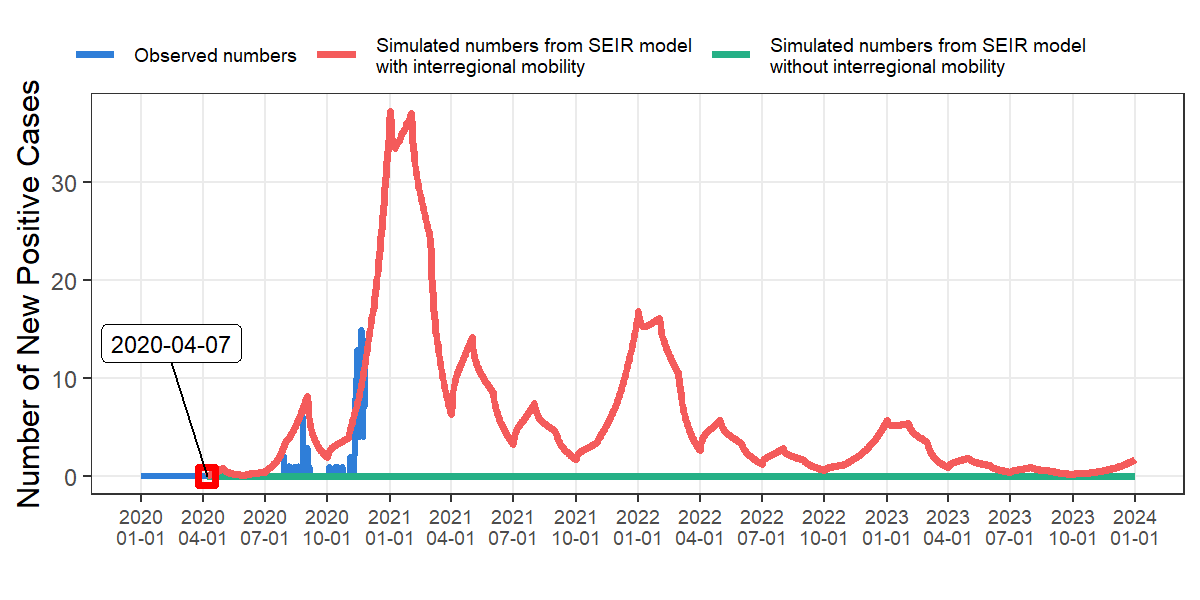 Observed numbers
Simulated numbers from SEIR model
with interregional mobility
Simulated numbers from SEIR model
without interregional mobility
Number of New Positive Cases
30
20
10
0
2020-04-07
2020 2020 2020 2020 2021 2021 2021 2021 2022 2022 2022 2022 2023 2023 2023 2023 2024
01-01 04-01 07-01 10-01 01-01 04-01 07-01 10-01 01-01 04-01 07-01 10-01 01-01 04-01 07-01 10-01 01-01